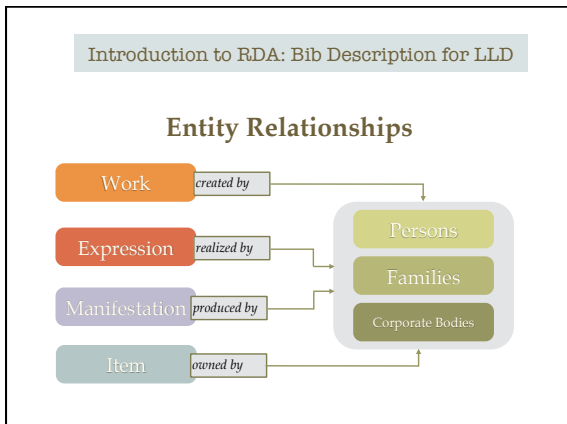 Introduction to RDA: Bib Description for LLD
Entity Relationships
Work created by
Persons
Expression realized by
Families
Manifestation produced by
Corporate Bodies
Item owned by